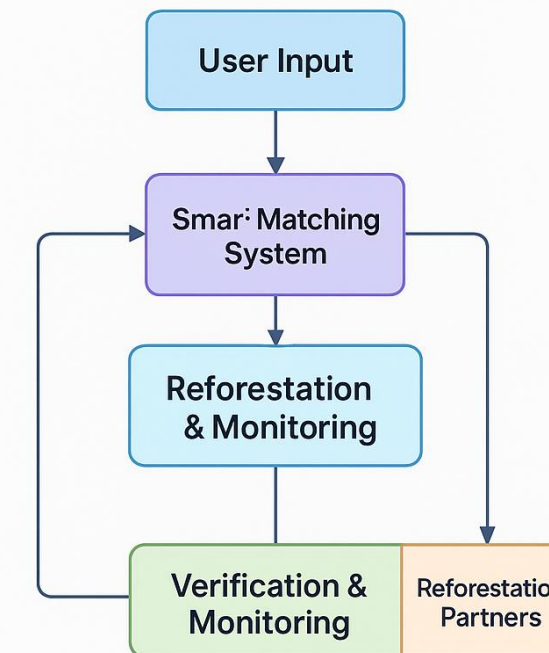 User Input
Smar: Matching
System
Reforestation
& Monitoring
Verification &
Monitoring
Reforestatio
Partners